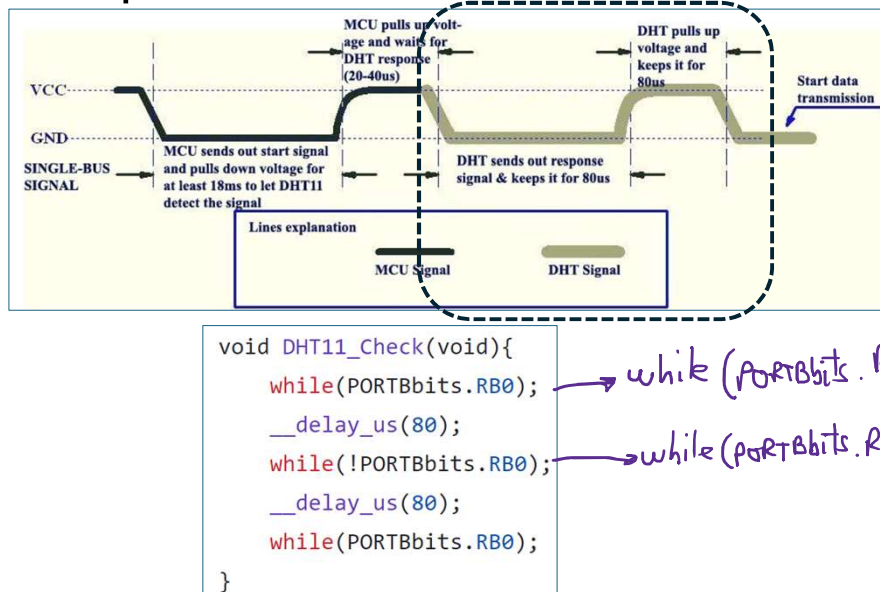 MCU pulls up volt-
age and waits for
DHT response
(20-40us)
DHT pulls up
voltage and
keeps it for
80us
Start data
transmission
VCC
GND
SINGLE-BUS
SIGNAL
MCU sends out start signal
and pulls down voltage for
at least 18ms to let DHT11
detect the signal
DHT sends out response
signal & keeps it for 80us
Lines explanation
MCU Signal
DHT Signal
void DHT11_Check(void){
while(PORTBbits.RB0);
while (PORTBbits.
__delay_us(80);
while(!PORTBbits.RB0);
while (PORTBbits.R
__delay_us(80);
while(PORTBbits.RB0);
}